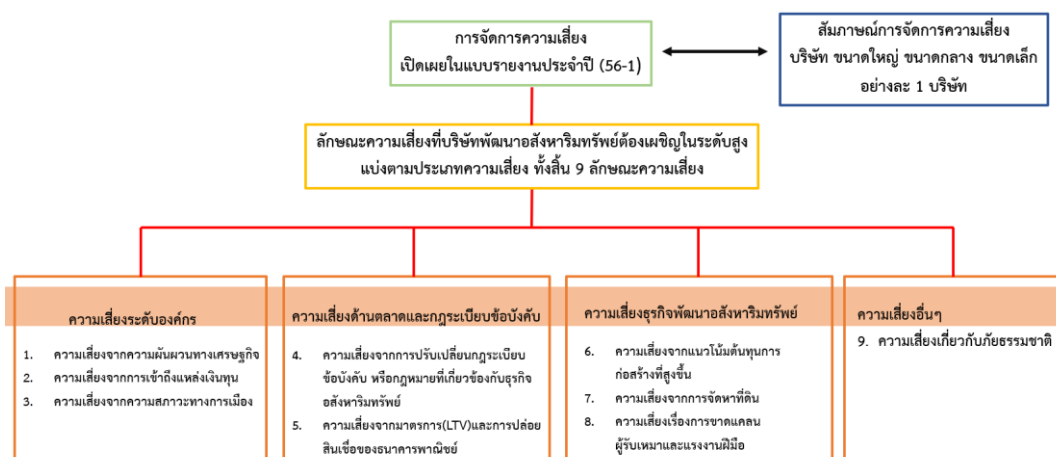 การจัดการความเสี่ยง
เปิดเผยในแบบรายงานประจำปี (56-1)
สัมภาษณ์การจัดการความเสี่ยง
บริษัท ขนาดใหญ่ ขนาดกลาง ขนาดเล็ก
อย่างละ 1 บริษัท
ลักษณะความเสี่ยงที่บริษัทพัฒนาอสังหาริมทรัพย์ต้องเผชิญในระดับสูง
แบ่งตามประเภทความเสี่ยง ทั้งสิ้น 9 ลักษณะความเสี่ยง
ความเสี่ยงระดับองค์กร
1. ความเสี่ยงจากความผันผวนทางเศรษฐกิจ
2. ความเสี่ยงจากการเข้าถึงแหล่งเงินทุน
3. ความเสี่ยงจากความสภาวะทางการเมือง
ความเสี่ยงด้านตลาดและกฎระเบียบข้อบังคับ
4. ความเสี่ยงจากการปรับเปลี่ยนกฎระเบียบ
ข้อบังคับ หรือกฎหมายที่เกี่ยวข้องกับธุรกิจ
อสังหาริมทรัพย์
5. ความเสี่ยงจากมาตรการ(LTV)และการปล่อย
สินเชื่อของธนาคารพาณิชย์
ความเสี่ยงธุรกิจพัฒนาอสังหาริมทรัพย์
6. ความเสี่ยงจากแนวโน้มต้นทุนการ
ก่อสร้างที่สูงขึ้น
7. ความเสี่ยงจากการจัดหาที่ดิน
8. ความเสี่ยงเรื่องการขาดแคลน
ผู้รับเหมาและแรงงานฝีมือ
ความเสี่ยงอื่นๆ
9. ความเสี่ยงเกี่ยวกับภัยธรรมชาติ